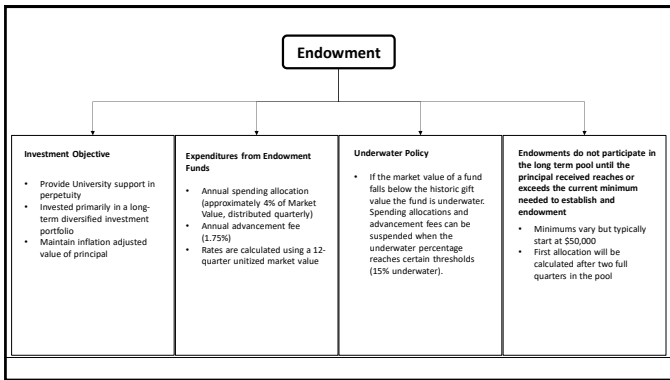 Endowment
Investment Objective
• Provide University support in
perpetuity
• Invested primarily in a long-
term diversified investment
portfolio
• Maintain inflation adjusted
value of principal
Expenditures from Endowment
Funds
• Annual spending allocation
(approximately 4% of Market
Value, distributed quarterly)
• Annual advancement fee
(1.75%)
• Rates are calculated using a 12-
quarter unitized market value
Underwater Policy
• If the market value of a fund
falls below the historic gift
value the fund is underwater.
Spending allocations and
advancement fees can be
suspended when the
underwater percentage
reaches certain thresholds
(15% underwater).
Endowments do not participate in
the long term pool until the
principal received reaches or
exceeds the current minimum
needed to establish and
endowment
• Minimums vary but typically
start at $50,000
• First allocation will be
calculated after two full
quarters in the pool